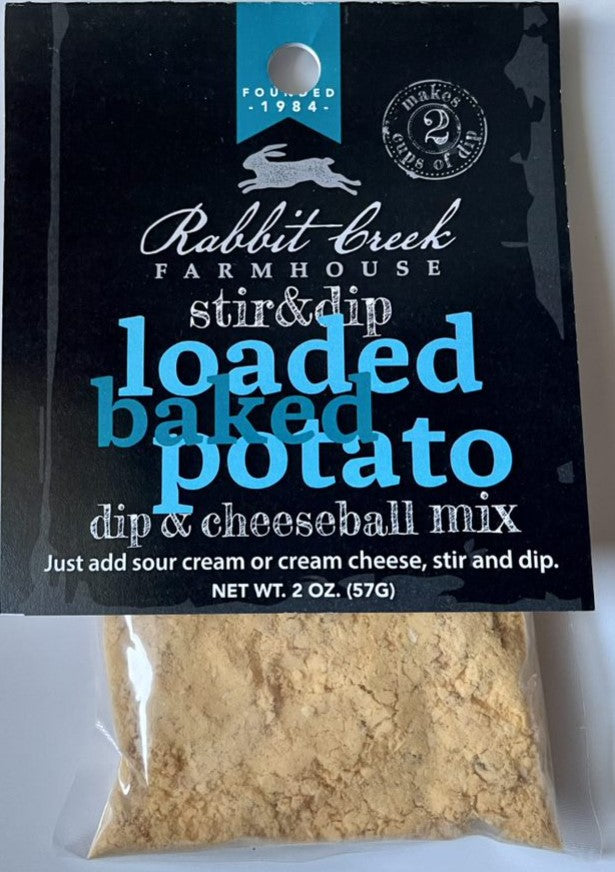 FOUNDED
-1984-
makes
2
cups of dip
Rabbit Creek
FARMHOUSE
stir&dip
loaded
baked
potato
dip & cheeseball mix
Just add sour cream or cream cheese, stir and dip.
NET WT. 2 OZ. (57G)